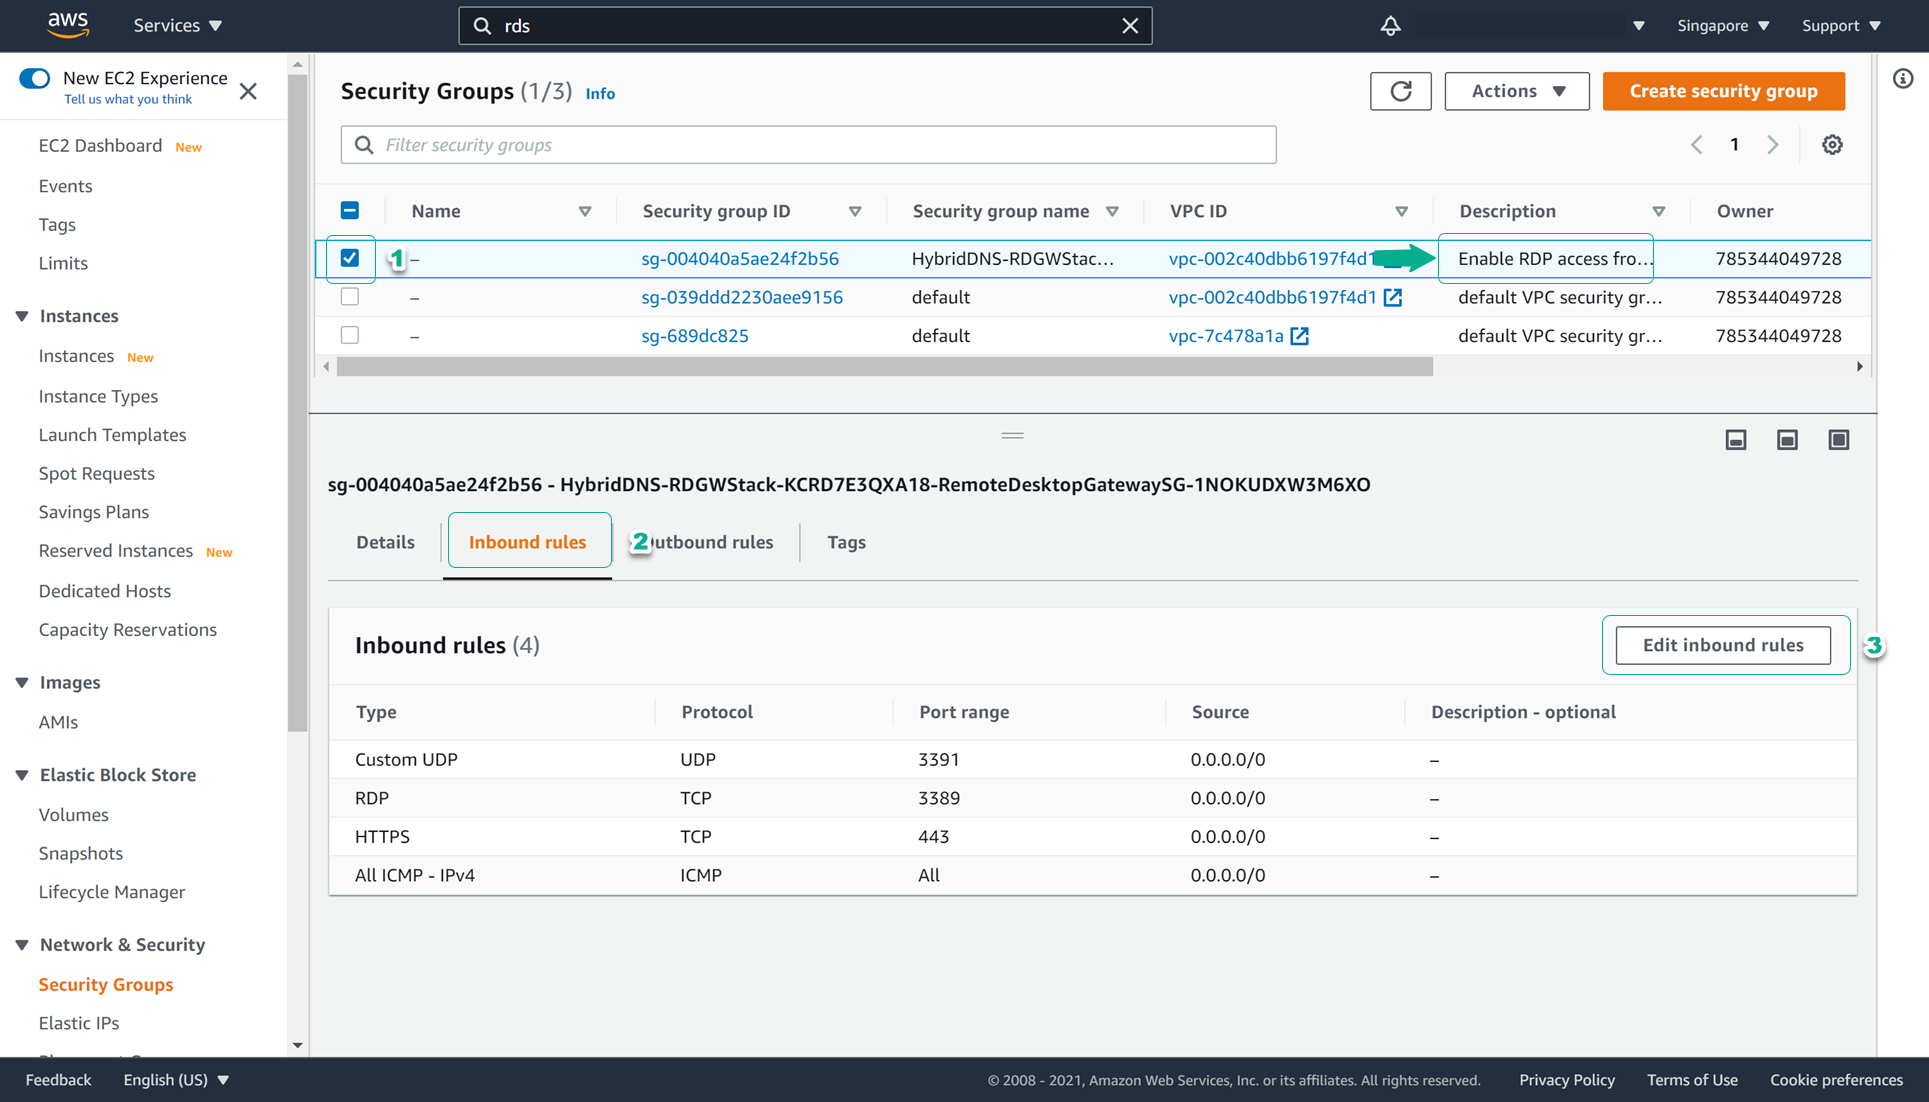 aws Services rds Singapore Support
New EC2 Experience
Tell us what you think
EC2 Dashboard New
Events
Tags
Limits
Instances
Instances New
Instance Types
Launch Templates
Spot Requests
Savings Plans
Reserved Instances New
Dedicated Hosts
Capacity Reservations
Images
AMIs
Elastic Block Store
Volumes
Snapshots
Lifecycle Manager
Network & Security
Security Groups
Elastic IPs
Security Groups (1/3) Info Actions Create security group
Filter security groups 1
Name Security group ID Security group name VPC ID Description Owner
1 – sg-004040a5ae24f2b56 HybridDNS-RDGWStac... vpc-002c40dbb6197f4d1 Enable RDP access fro... 785344049728
– sg-039ddd2230aee9156 default vpc-002c40dbb6197f4d1 default VPC security gr... 785344049728
– sg-689dc825 default vpc-7c478a1a default VPC security gr... 785344049728
sg-004040a5ae24f2b56 - HybridDNS-RDGWStack-KCRD7E3QXA18-RemoteDesktopGatewaySG-1NOKUDXW3M6XO
Details Inbound rules 2 utbound rules Tags
Inbound rules (4) Edit inbound rules 3
Type Protocol Port range Source Description - optional
Custom UDP UDP 3391 0.0.0.0/0 –
RDP TCP 3389 0.0.0.0/0 –
HTTPS TCP 443 0.0.0.0/0 –
All ICMP - IPv4 ICMP All 0.0.0.0/0 –
Feedback English (US) © 2008 - 2021, Amazon Web Services, Inc. or its affiliates. All rights reserved. Privacy Policy Terms of Use Cookie preferences